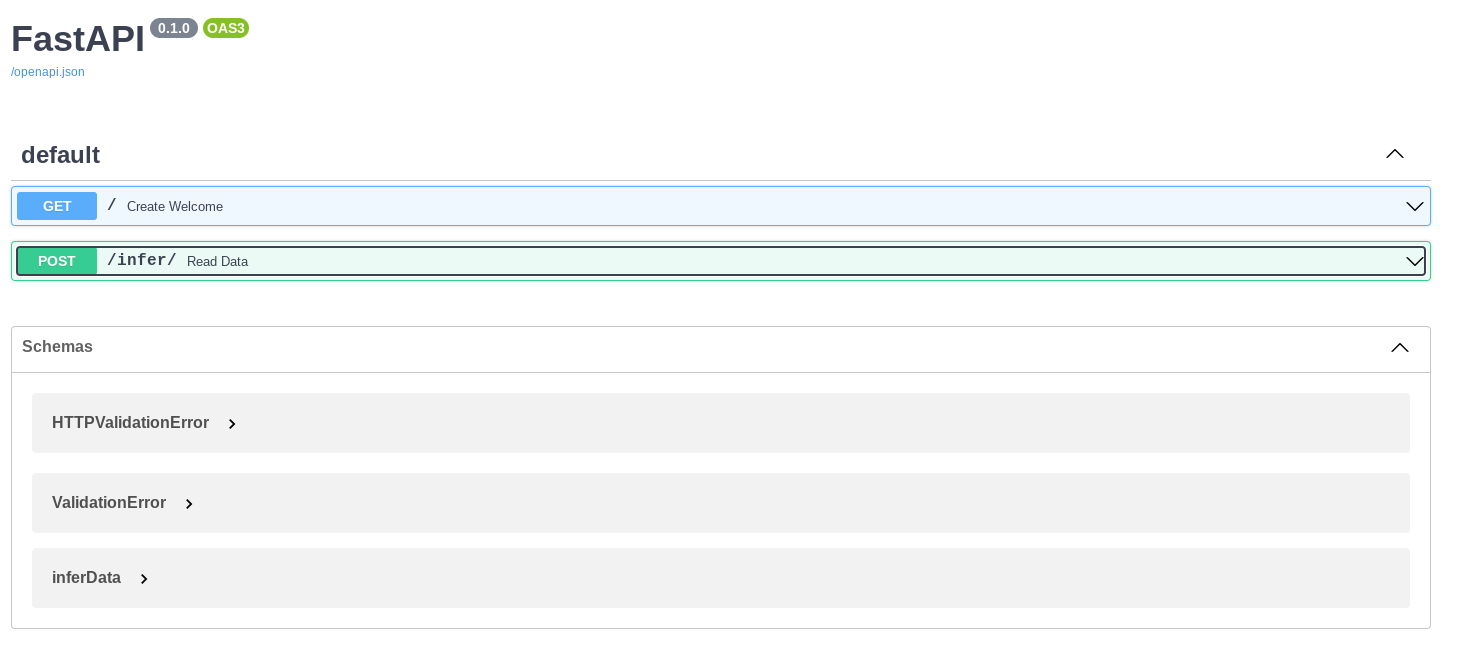 FastAPI 0.1.0 OAS3
/openapi.json
default
GET / Create Welcome
POST /infer/ Read Data
Schemas
HTTPValidationError
ValidationError
inferData